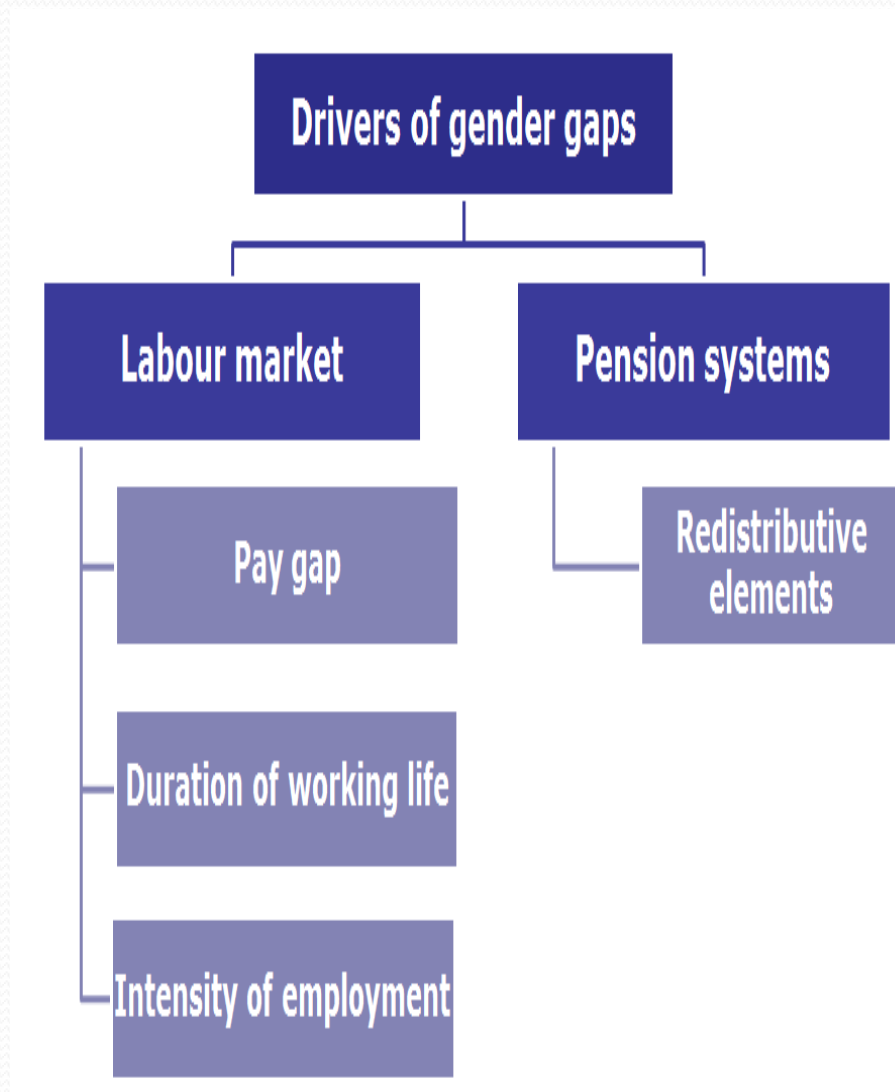 Drivers of gender gaps
Labour market
Pension systems
Pay gap
Redistributive
elements
Duration of working life
Intensity of employment